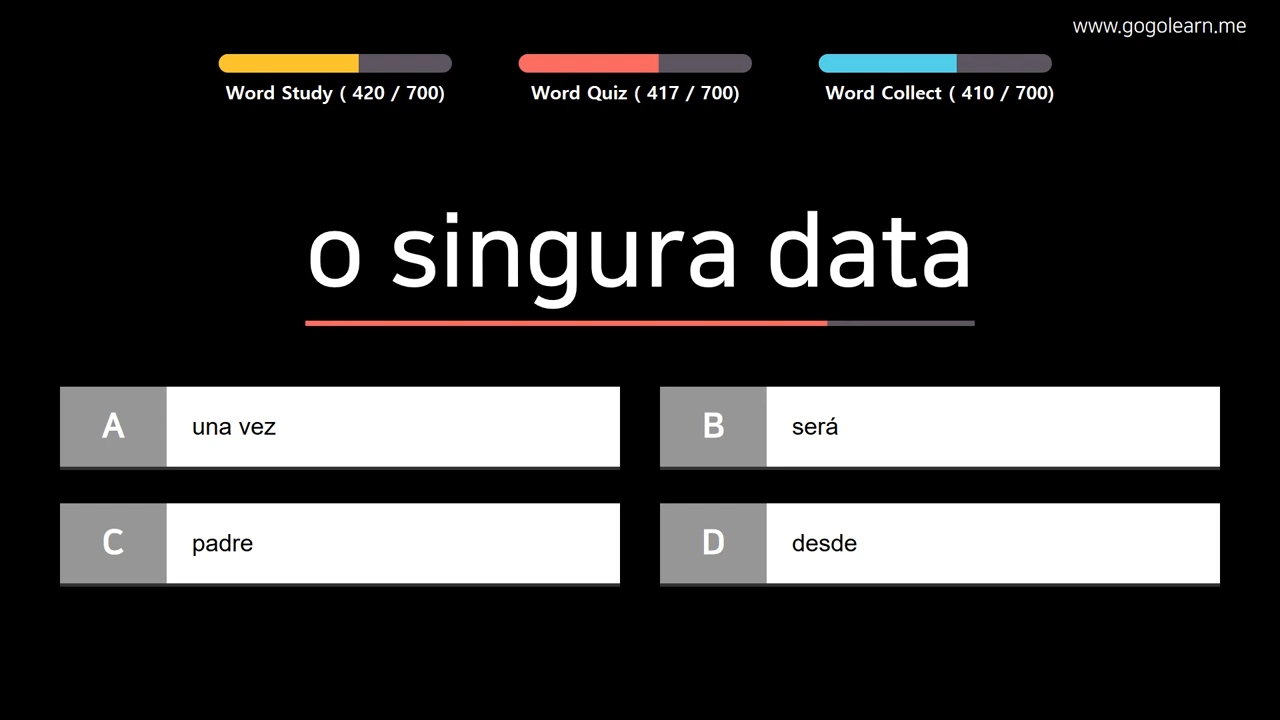 www.gogolearn.me
Word Study ( 420 / 700)
Word Quiz ( 417 / 700)
Word Collect ( 410 / 700)
o singura data
A
una vez
B
será
C
padre
D
desde